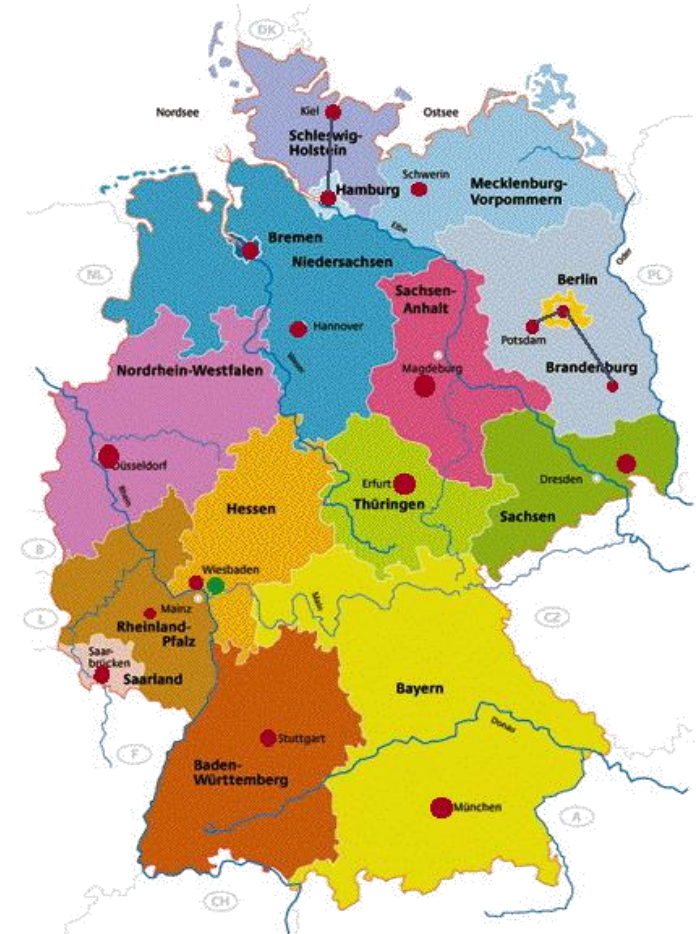 DK
Nordsee
Kiel
Ostsee
Schleswig-
Holstein
Schwerin
Hamburg
Mecklenburg-
Vorpommern
Elbe
Bremen
Niedersachsen
Oder
NL
PL
Berlin
Sachsen-
Anhalt
Hannover
Potsdam
Weser
Magdeburg
Brandenburg
Nordrhein-Westfalen
Düsseldorf
Rhein
Erfurt
Thüringen
Dresden
Sachsen
Hessen
B
Wiesbaden
Main
Mainz
L
CZ
Rheinland-
Pfalz
Saar-
brücken
Saarland
Bayern
Donau
Stuttgart
F
Baden-
Württemberg
München
A
CH